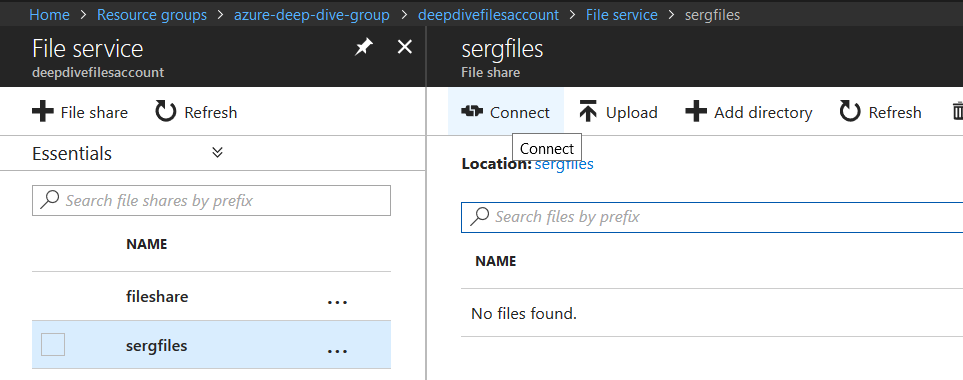 Home > Resource groups > azure-deep-dive-group > deepdivefilesaccount > File service > sergfiles
File service
deepdivefilesaccount
File share
Refresh
Essentials
Search file shares by prefix
NAME
fileshare
...
sergfiles
...
sergfiles
File share
Connect
Upload
Add directory
Refresh
Connect
Location: sergfiles
Search files by prefix
NAME
No files found.